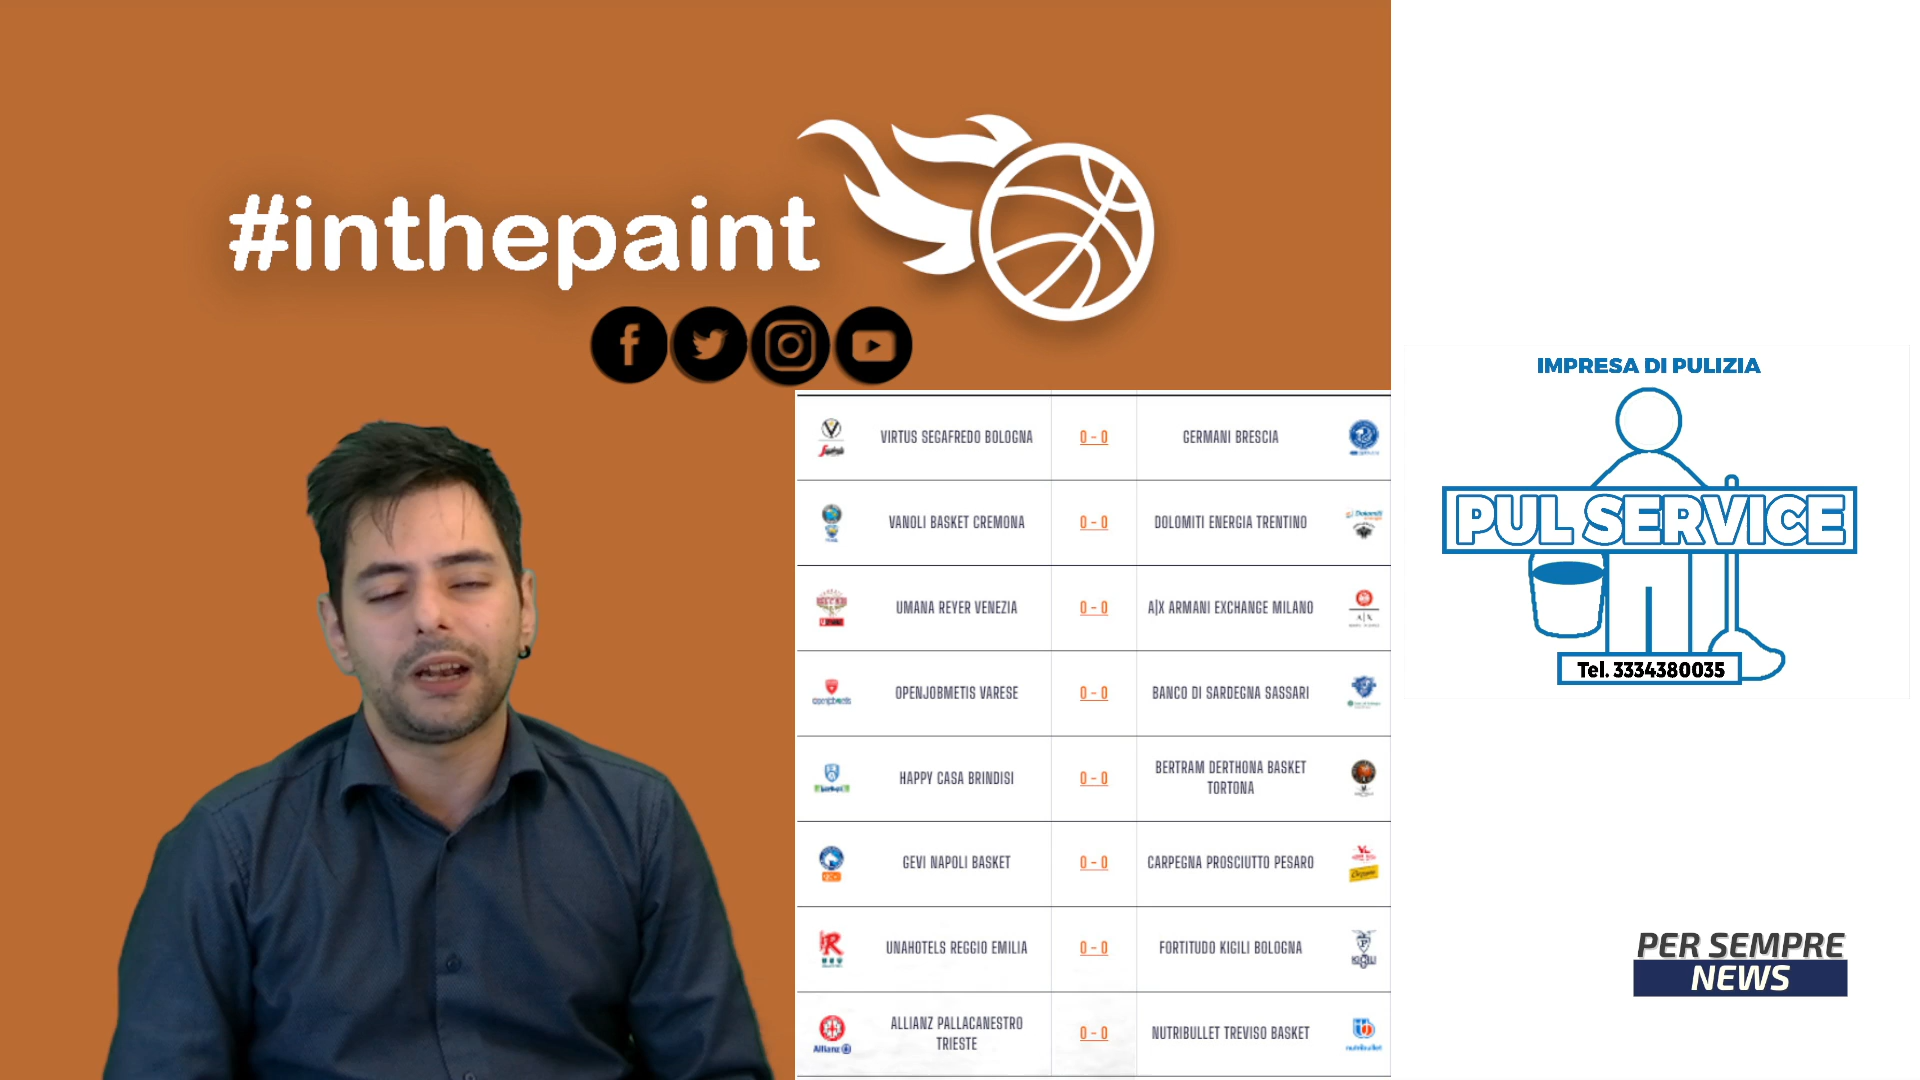 #inthepaint
VIRTUS SEGAFREDO BOLOGNA 0 - 0 GERMANI BRESCIA
VANOLI BASKET CREMONA 0 - 0 DOLOMITI ENERGIA TRENTINO
UMANA REYER VENEZIA 0 - 0 A|X ARMANI EXCHANGE MILANO
OPENJOBMETIS VARESE 0 - 0 BANCO DI SARDEGNA SASSARI
HAPPY CASA BRINDISI 0 - 0 BERTRAM DERTHONA BASKET
TORTONA
GEVI NAPOLI BASKET 0 - 0 CARPEGNA PROSCIUTTO PESARO
UNAHOTELS REGGIO EMILIA 0 - 0 FORTITUDO KIGILI BOLOGNA
ALLIANZ PALLACANESTRO
TRIESTE 0 - 0 NUTRIBULLET TREVISO BASKET
Allianz
nutribullet
IMPRESA DI PULIZIA
PUL SERVICE
Tel. 3334380035
PER SEMPRE
NEWS